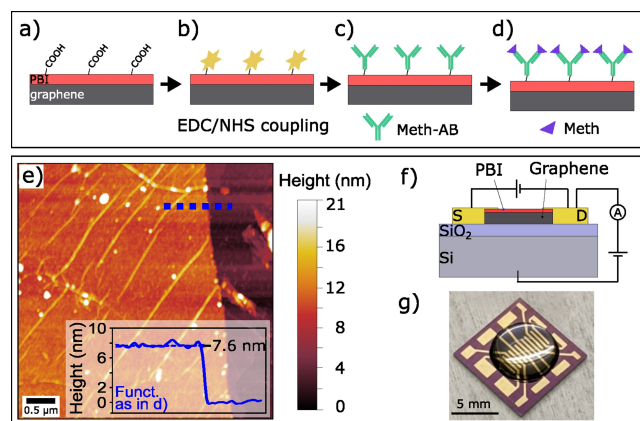 a)
COOH
COOH
COOH
PBI
graphene
b)
EDC/NHS coupling
c)
Meth-AB
d)
Meth
e)
0.5 µm
Height (nm)
10
8
6
4
2
0
7.6 nm
Funct.
as in d)
Height (nm)
21
20
16
12
8
4
0
f)
PBI
Graphene
S
D
A
SiO₂
Si
g)
5 mm